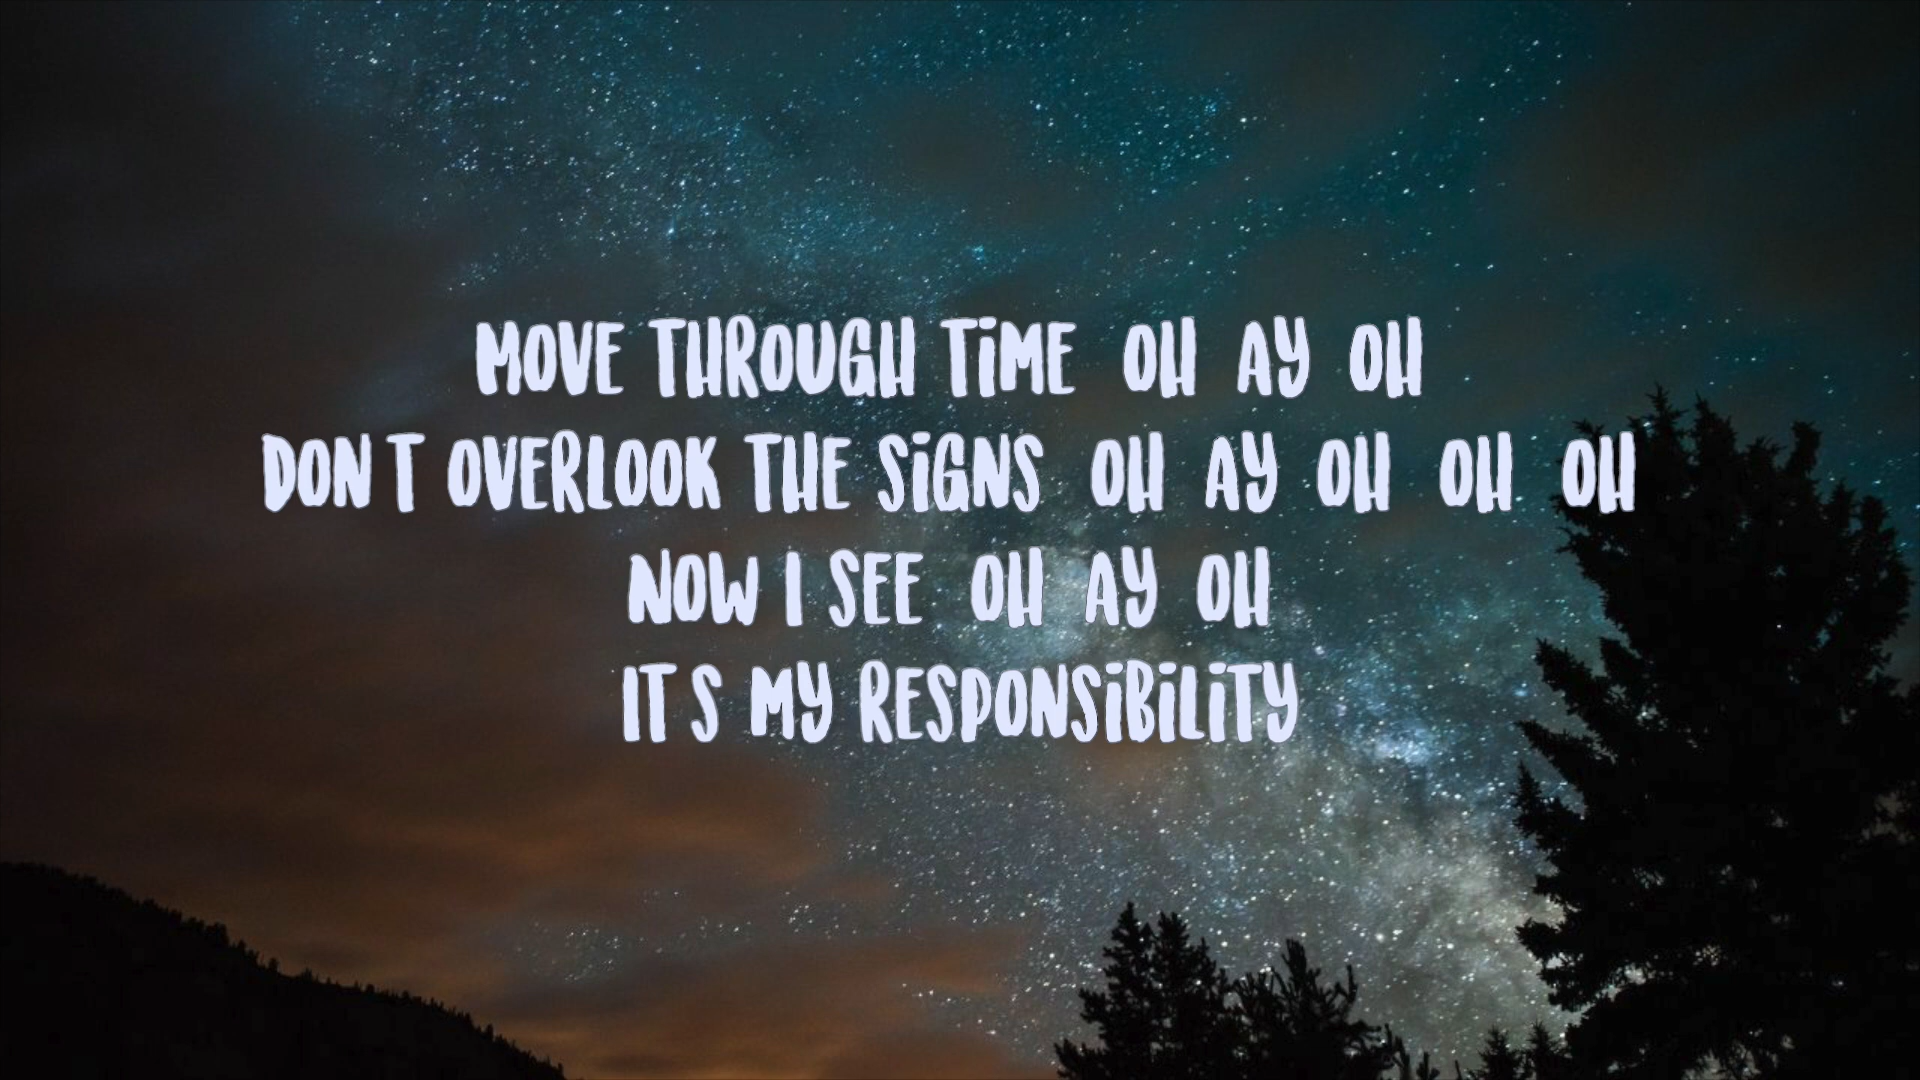 MOVE THROUGH TIME OH AY OH
DON T OVERLOOK THE SIGNS OH AY OH OH OH
NOW I SEE OH AY OH
IT S MY RESPONSIBILITY